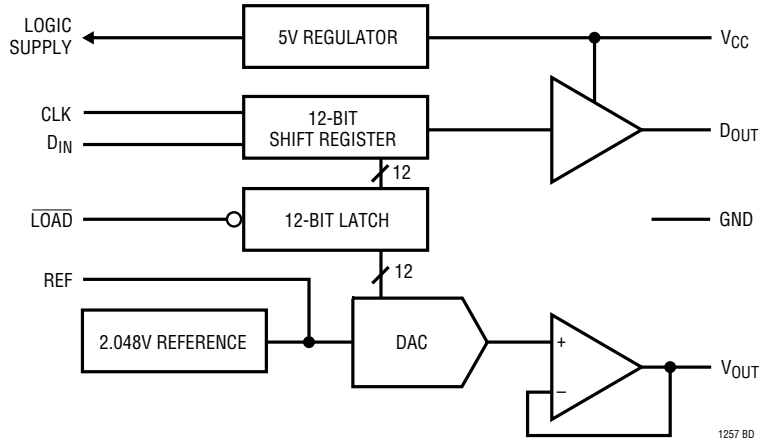 LOGIC
SUPPLY
5V REGULATOR
VCC
CLK
DIN
12-BIT
SHIFT REGISTER
DOUT
12
LOAD
12-BIT LATCH
GND
12
REF
2.048V REFERENCE
DAC
+
–
VOUT
1257 BD